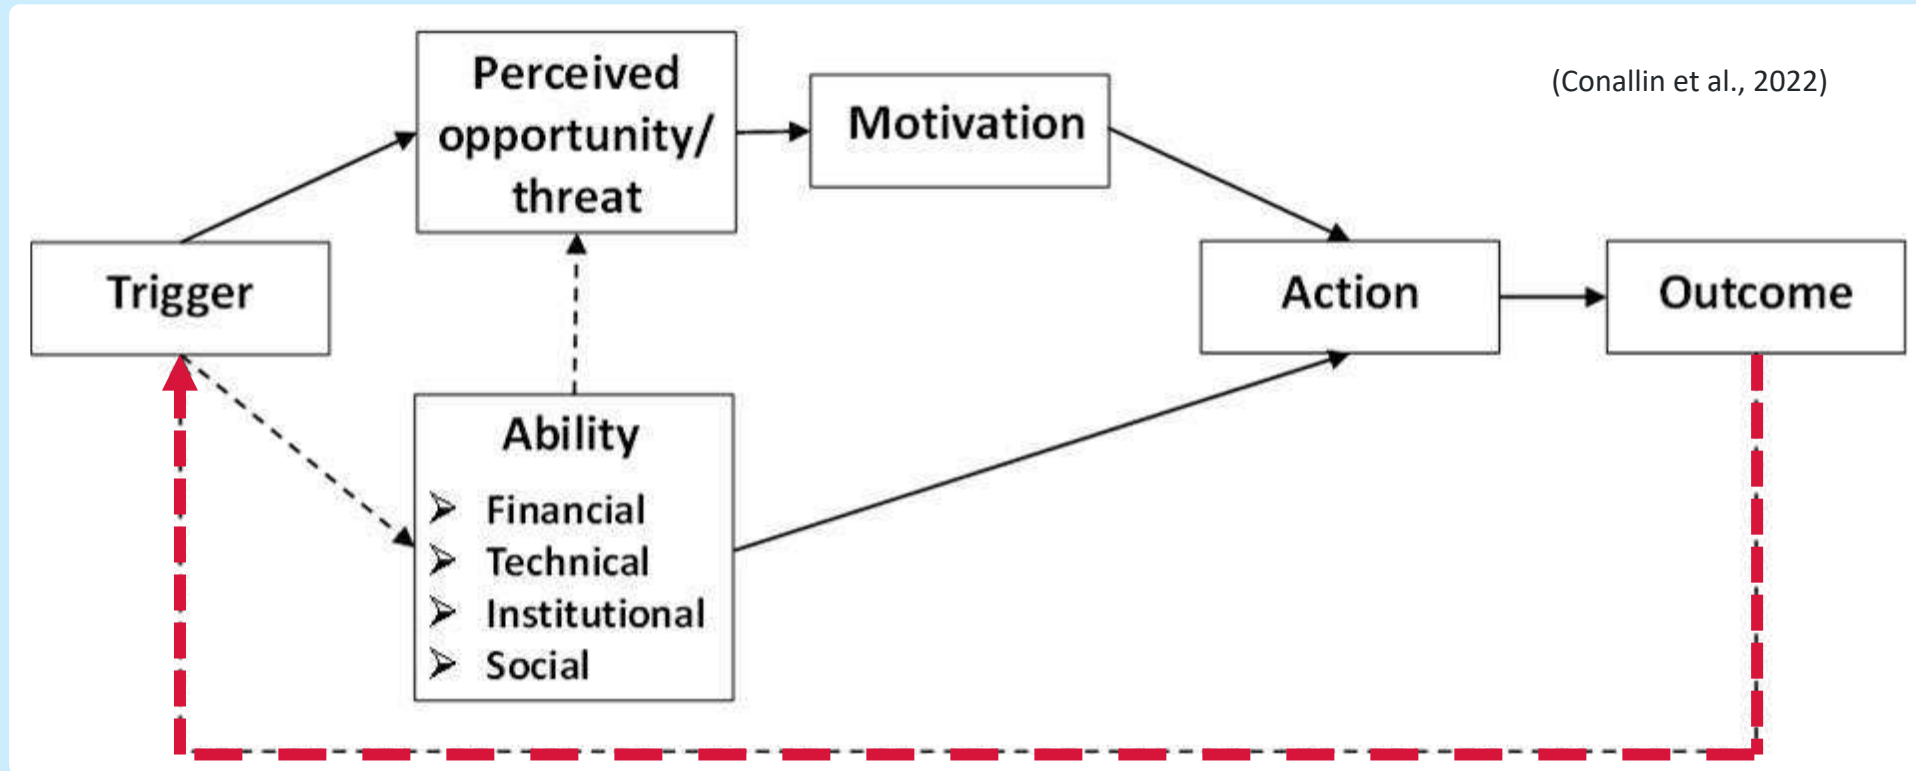 Perceived
opportunity/
threat
Motivation
(Conallin et al., 2022)
Trigger
Action
Outcome
Ability
Financial
Technical
Institutional
Social